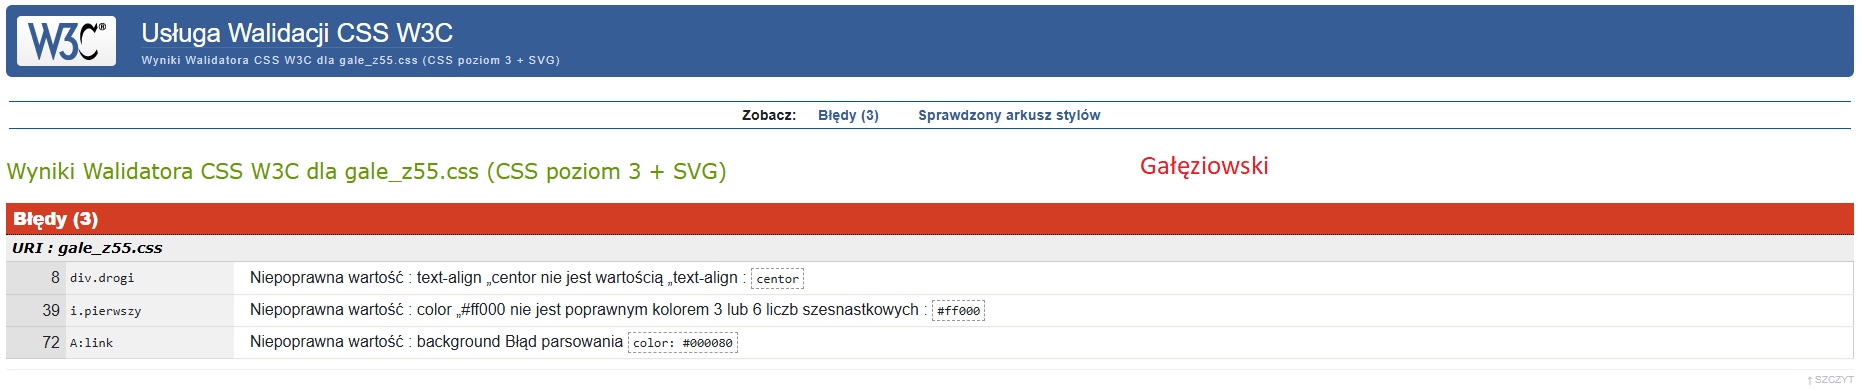 W3C®
Usługa Walidacji CSS W3C
Wyniki Walidatora CSS W3C dla gale_z55.css (CSS poziom 3 + SVG)
Zobacz: Błędy (3) Sprawdzony arkusz stylów
Wyniki Walidatora CSS W3C dla gale_z55.css (CSS poziom 3 + SVG)
Gałęziowski
Błędy (3)
URI : gale_z55.css
8 div.drogi Niepoprawna wartość : text-align „centor nie jest wartością „text-align : centor
39 i.pierwszy Niepoprawna wartość : color „#ff000 nie jest poprawnym kolorem 3 lub 6 liczb szesnastkowych : #ff000
72 A:link Niepoprawna wartość : background Błąd parsowania color: #000080
↑ SZCZYT